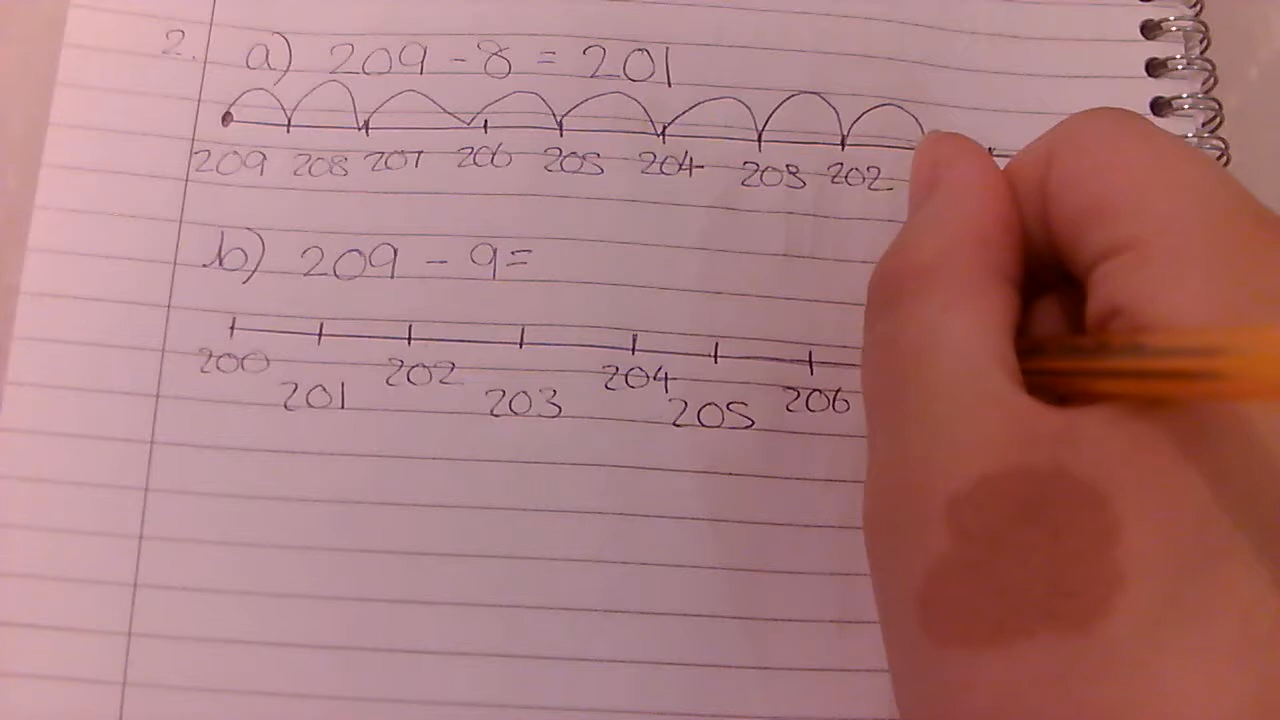 2. a) 209 - 8 = 201
209 208 207 206 205 204 203 202
b) 209 - 9 =
200 201 202 203 204 205 206